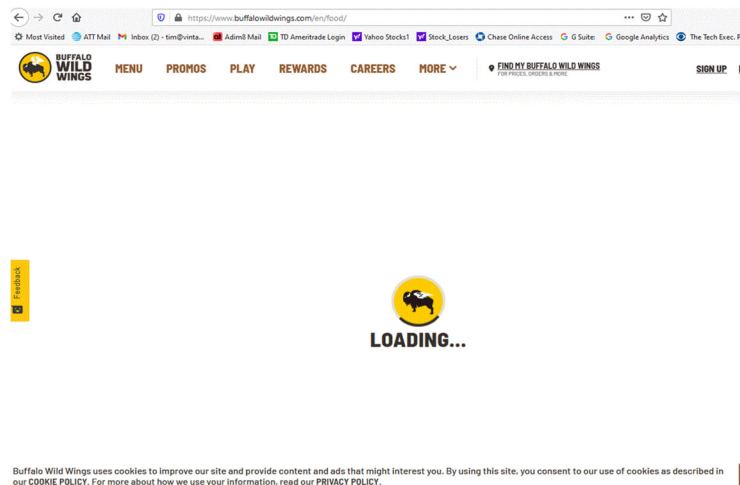 https://www.buffalowildwings.com/en/food/
Most Visited ATT Mail Inbox (2) - tim@vinta... Adim8 Mail TD Ameritrade Login Yahoo Stocks1 Stock_Losers Chase Online Access G Suite: Google Analytics The Tech Exec.
BUFFALO
WILD
WINGS
MENU PROMOS PLAY REWARDS CAREERS MORE FIND MY BUFFALO WILD WINGS SIGN UP
FOR PRICES, ORDERS & MORE
Feedback
LOADING...
Buffalo Wild Wings uses cookies to improve our site and provide content and ads that might interest you. By using this site, you consent to our use of cookies as described in
our COOKIE POLICY. For more about how we use your information, read our PRIVACY POLICY.